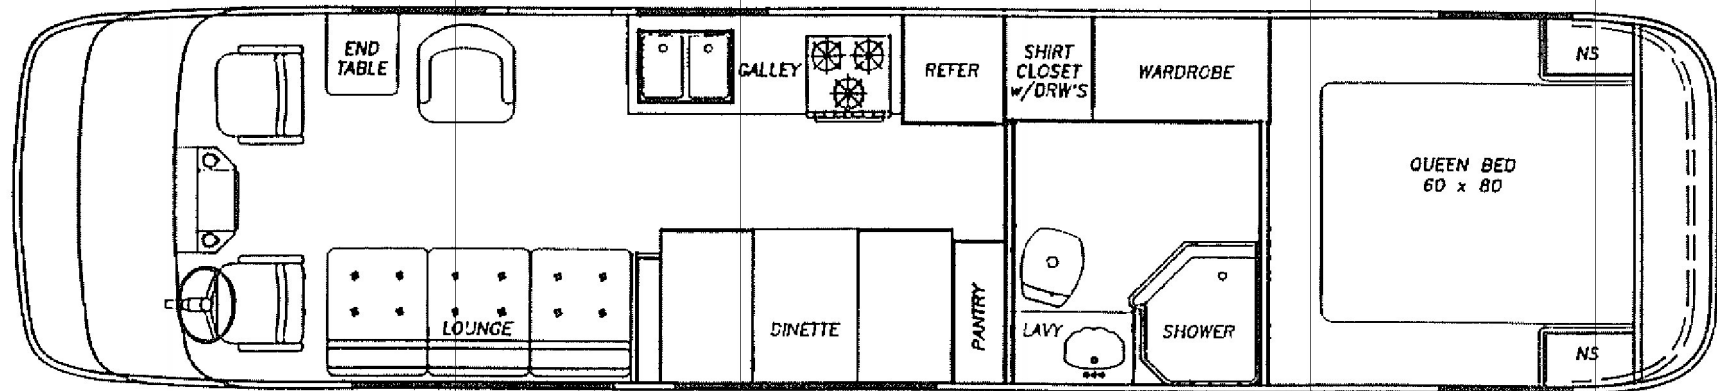 END
TABLE
GALLEY
REFER
SHIRT
CLOSET
w/DRW'S
WARDROBE
NS
QUEEN BED
60 x 80
LOUNGE
DINETTE
PANTRY
LAVY
SHOWER
NS